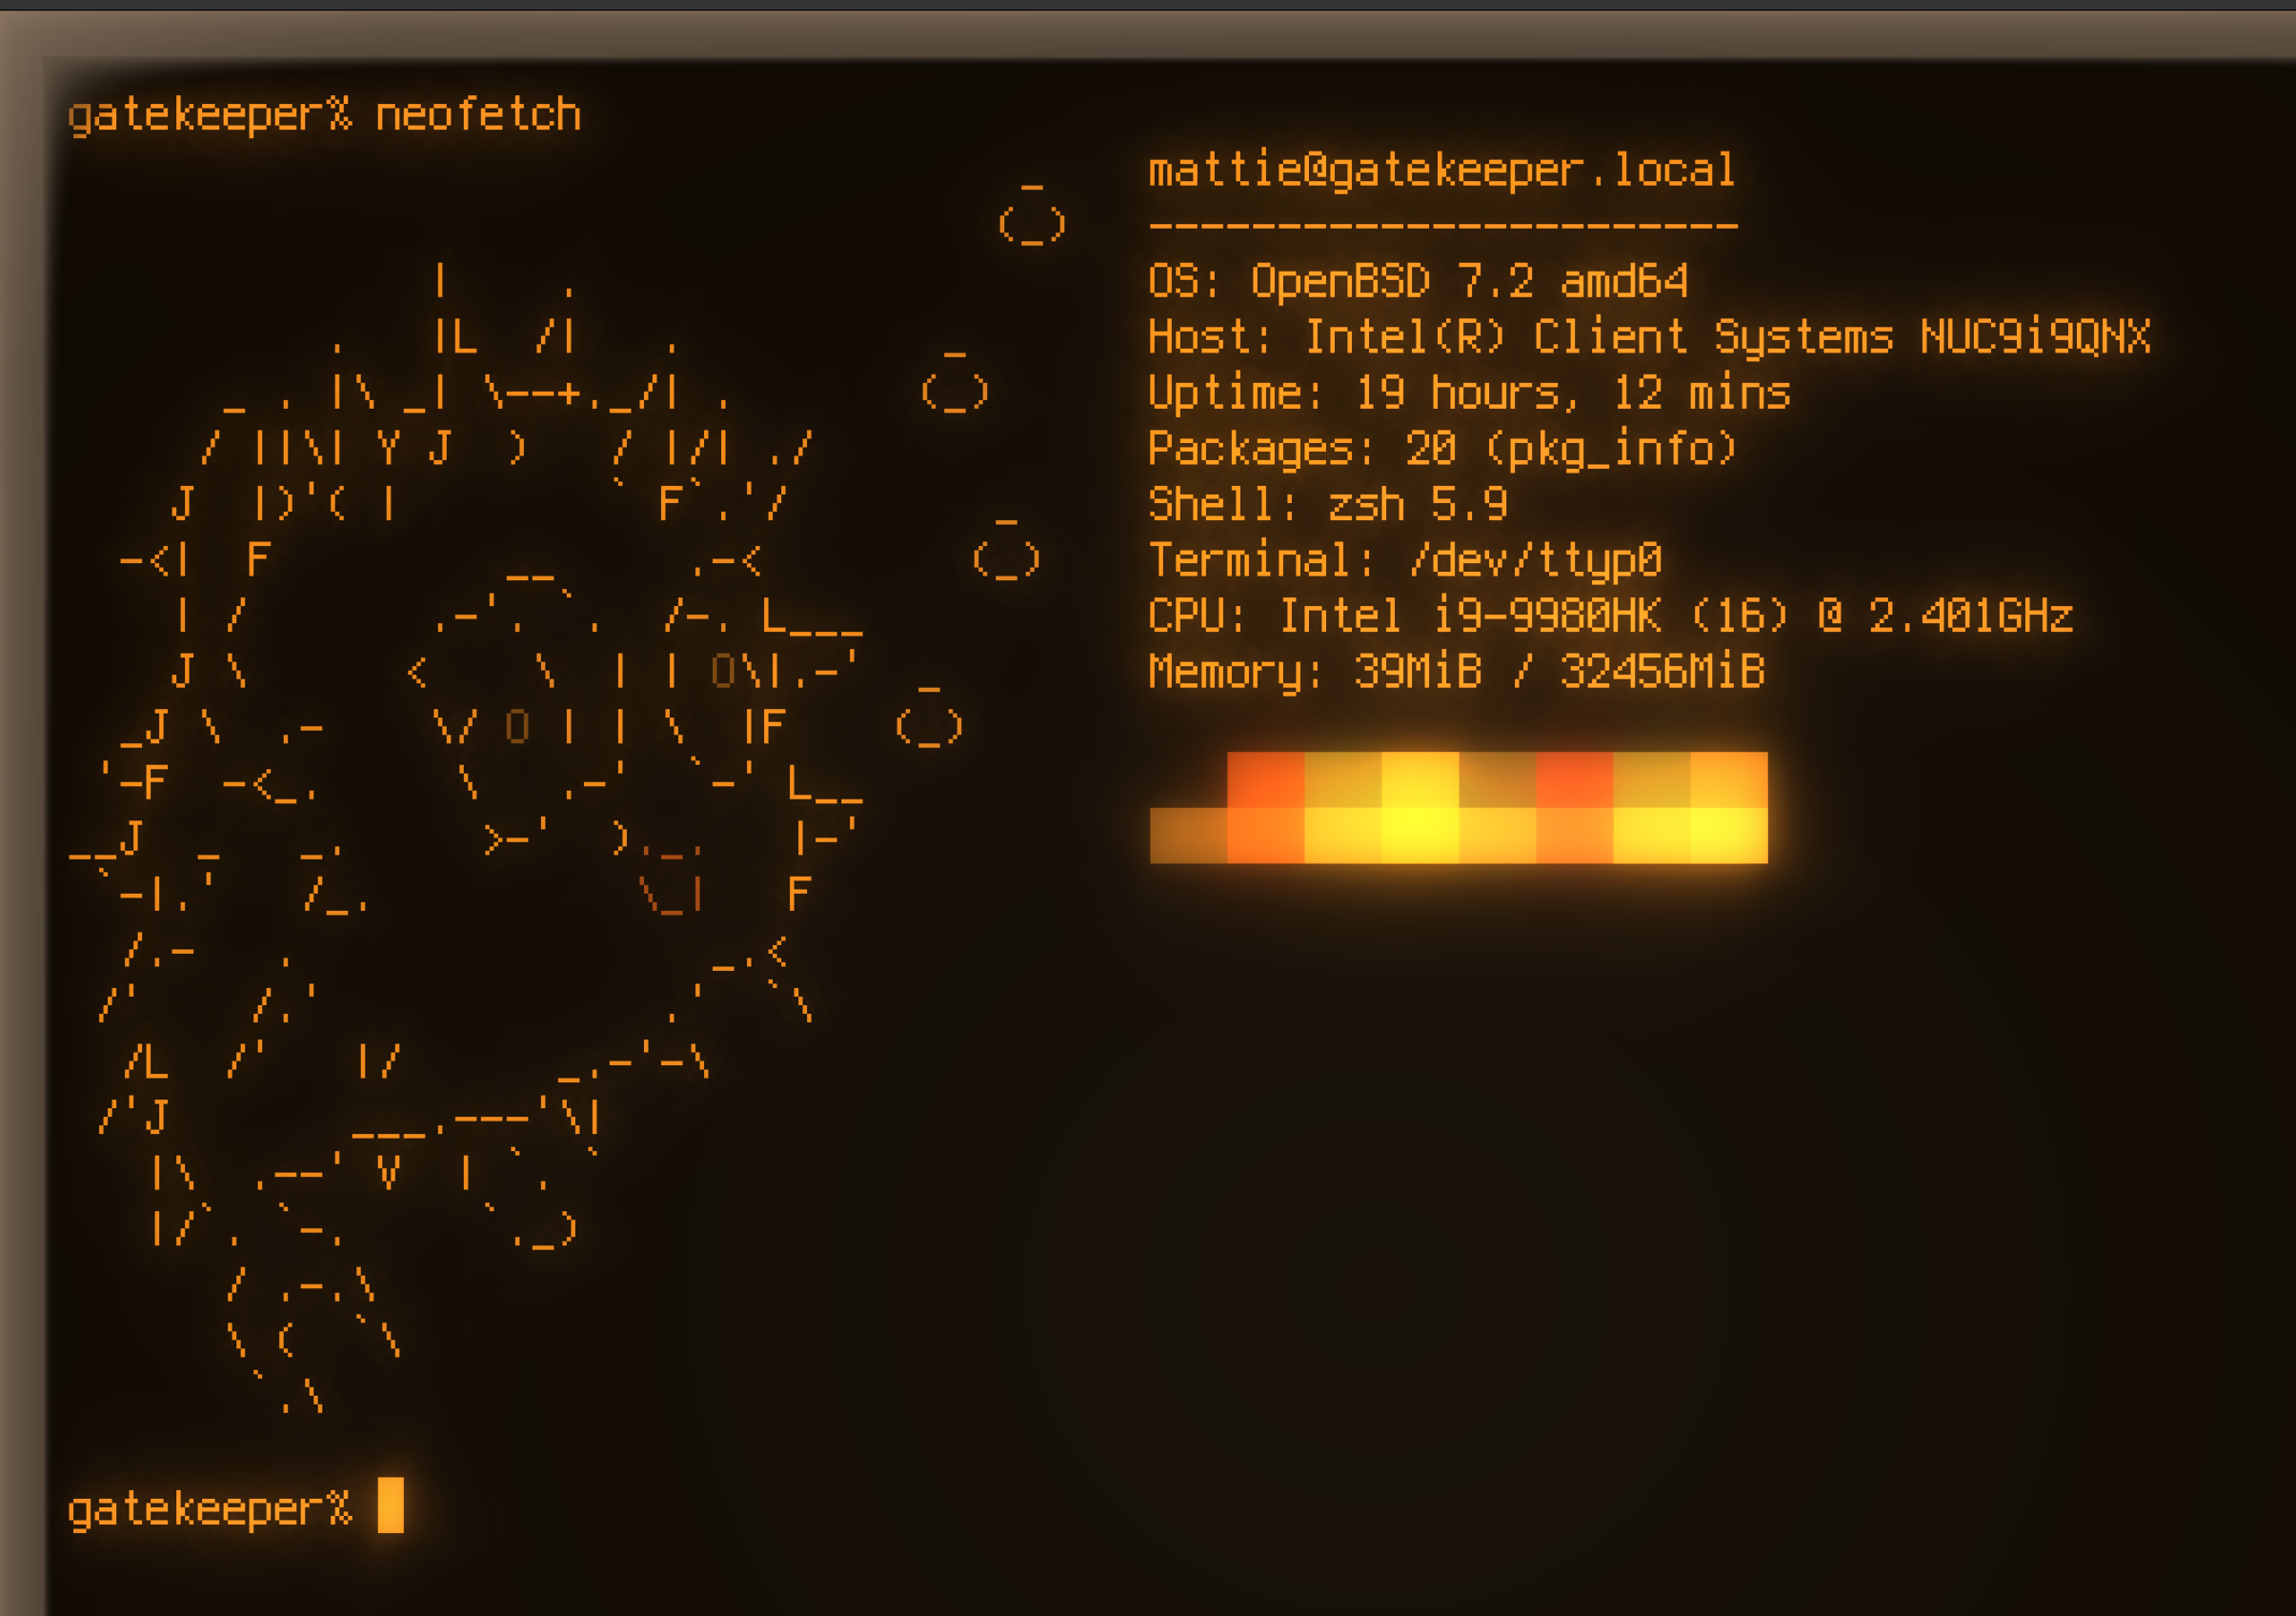 gatekeeper% neofetch
mattie@gatekeeper.local
-----------------------
OS: OpenBSD 7.2 amd64
Host: Intel(R) Client Systems NUC9i9QNX
Uptime: 19 hours, 12 mins
Packages: 20 (pkg_info)
Shell: zsh 5.9
Terminal: /dev/ttyp0
CPU: Intel i9-9980HK (16) @ 2.401GHz
Memory: 39MiB / 32456MiB
gatekeeper%